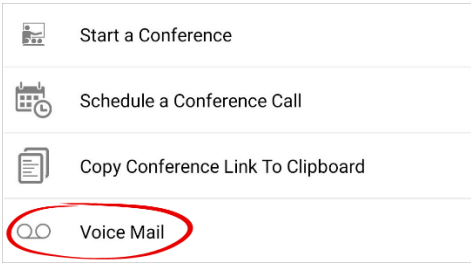 Start a Conference
Schedule a Conference Call
Copy Conference Link To Clipboard
Voice Mail